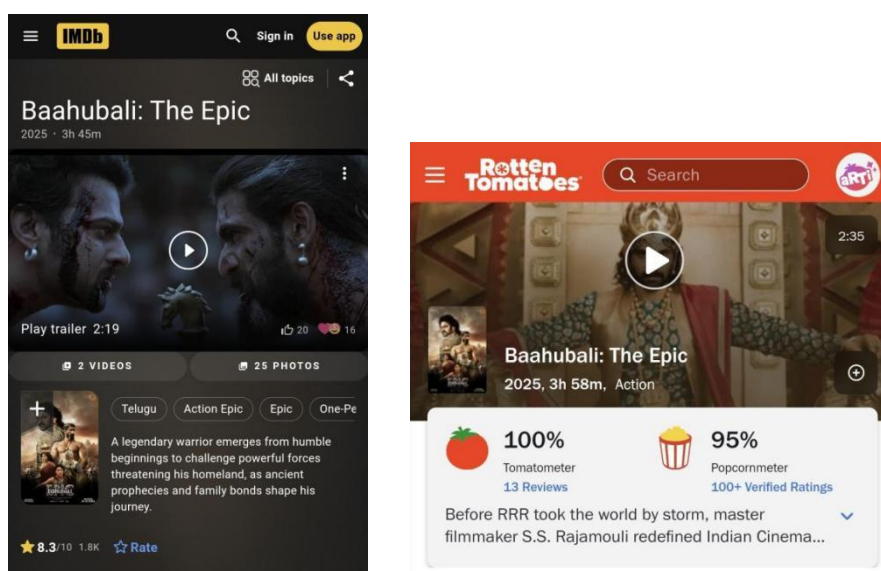 IMDb
Sign in
Use app
All topics
Baahubali: The Epic
2025 · 3h 45m
Play trailer 2:19
20
16
2 VIDEOS
25 PHOTOS
Telugu
Action Epic
Epic
One-Pe
A legendary warrior emerges from humble
beginnings to challenge powerful forces
threatening his homeland, as ancient
prophecies and family bonds shape his
journey.
8.3/10 1.8K
Rate
Rotten
Tomatoes
Search
aRTi
2:35
Baahubali: The Epic
2025, 3h 58m, Action
100%
Tomatometer
13 Reviews
95%
Popcornmeter
100+ Verified Ratings
Before RRR took the world by storm, master
filmmaker S.S. Rajamouli redefined Indian Cinema...